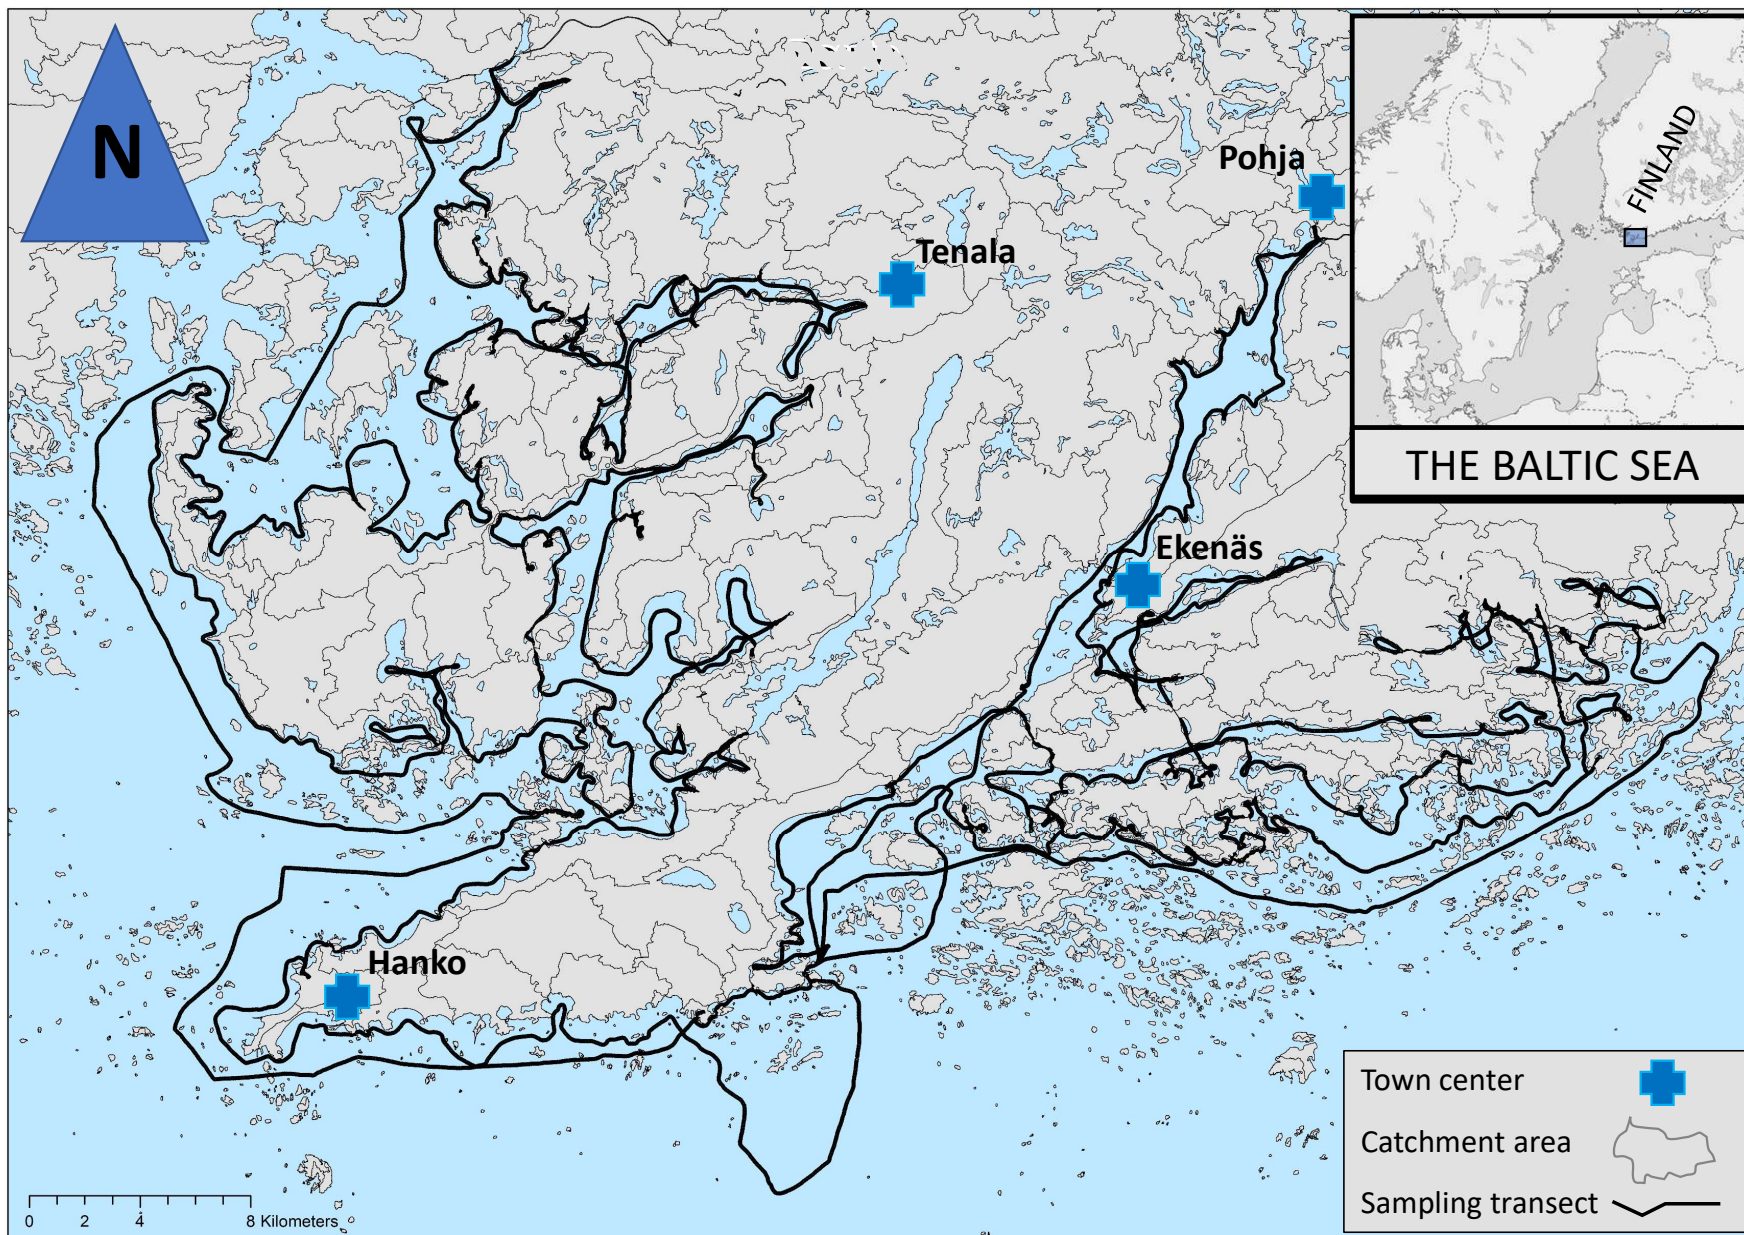 N
Pohja
Tenala
Ekenäs
Hanko
FINLAND
THE BALTIC SEA
Town center
Catchment area
Sampling transect
0 2 4 8 Kilometers